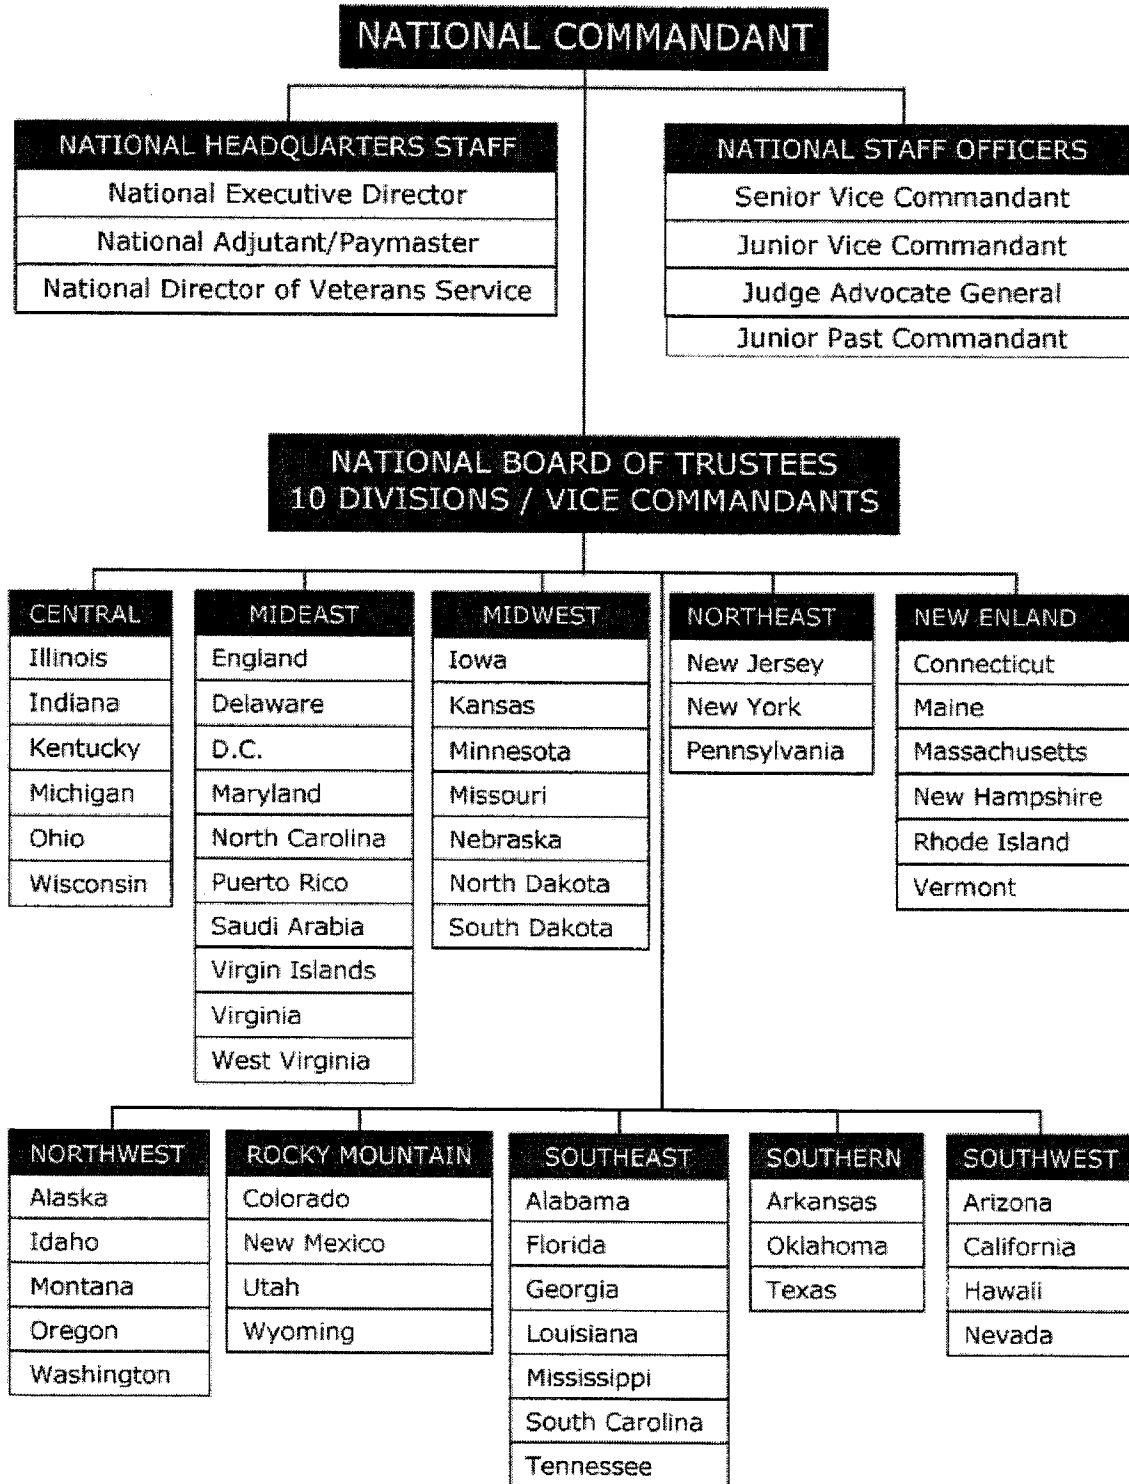 NATIONAL COMMANDANT
NATIONAL HEADQUARTERS STAFF
National Executive Director
National Adjutant/Paymaster
National Director of Veterans Service
NATIONAL STAFF OFFICERS
Senior Vice Commandant
Junior Vice Commandant
Judge Advocate General
Junior Past Commandant
NATIONAL BOARD OF TRUSTEES
10 DIVISIONS / VICE COMMANDANTS
CENTRAL
Illinois
Indiana
Kentucky
Michigan
Ohio
Wisconsin
MIDEAST
England
Delaware
D.C.
Maryland
North Carolina
Puerto Rico
Saudi Arabia
Virgin Islands
Virginia
West Virginia
MIDWEST
Iowa
Kansas
Minnesota
Missouri
Nebraska
North Dakota
South Dakota
NORTHEAST
New Jersey
New York
Pennsylvania
NEW ENLAND
Connecticut
Maine
Massachusetts
New Hampshire
Rhode Island
Vermont
NORTHWEST
Alaska
Idaho
Montana
Oregon
Washington
ROCKY MOUNTAIN
Colorado
New Mexico
Utah
Wyoming
SOUTHEAST
Alabama
Florida
Georgia
Louisiana
Mississippi
South Carolina
Tennessee
SOUTHERN
Arkansas
Oklahoma
Texas
SOUTHWEST
Arizona
California
Hawaii
Nevada